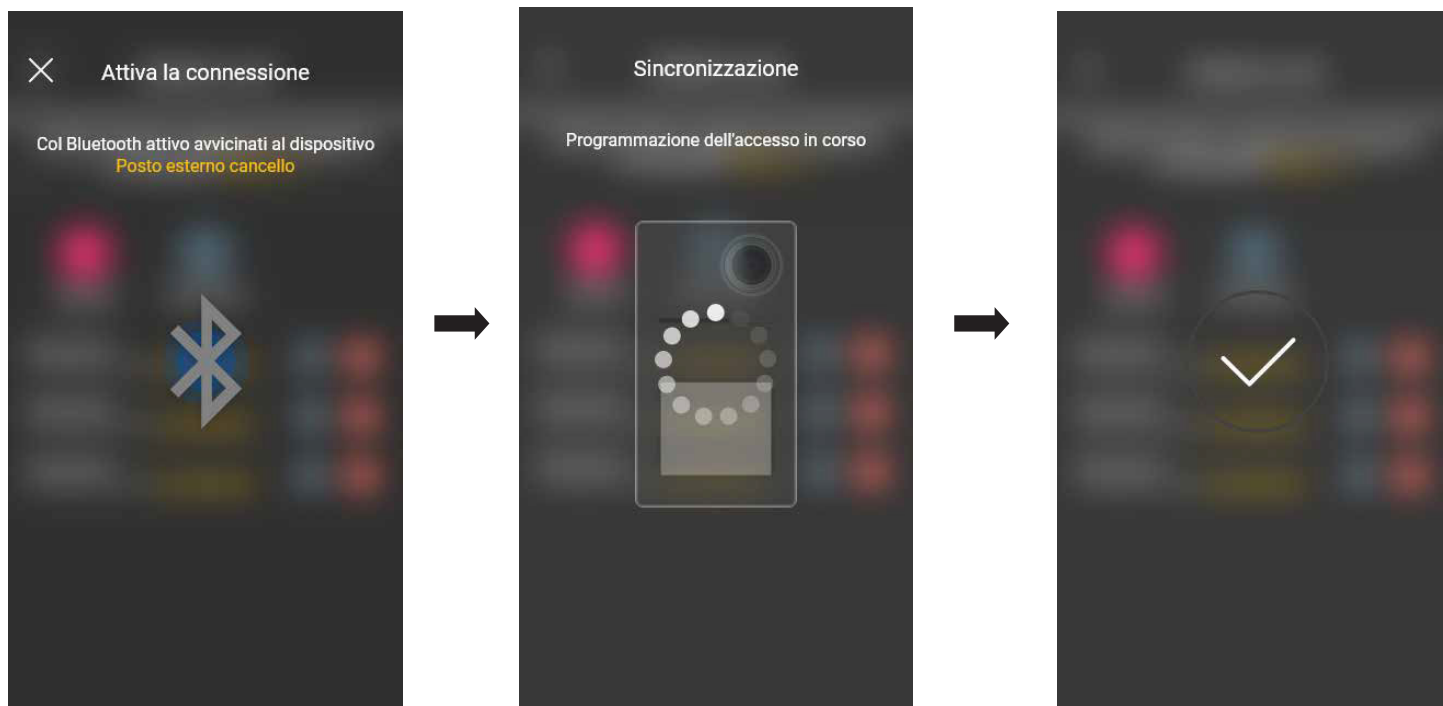 Attiva la connessione
Col Bluetooth attivo avvicinati al dispositivo
Posto esterno cancello
Sincronizzazione
Programmazione dell'accesso in corso